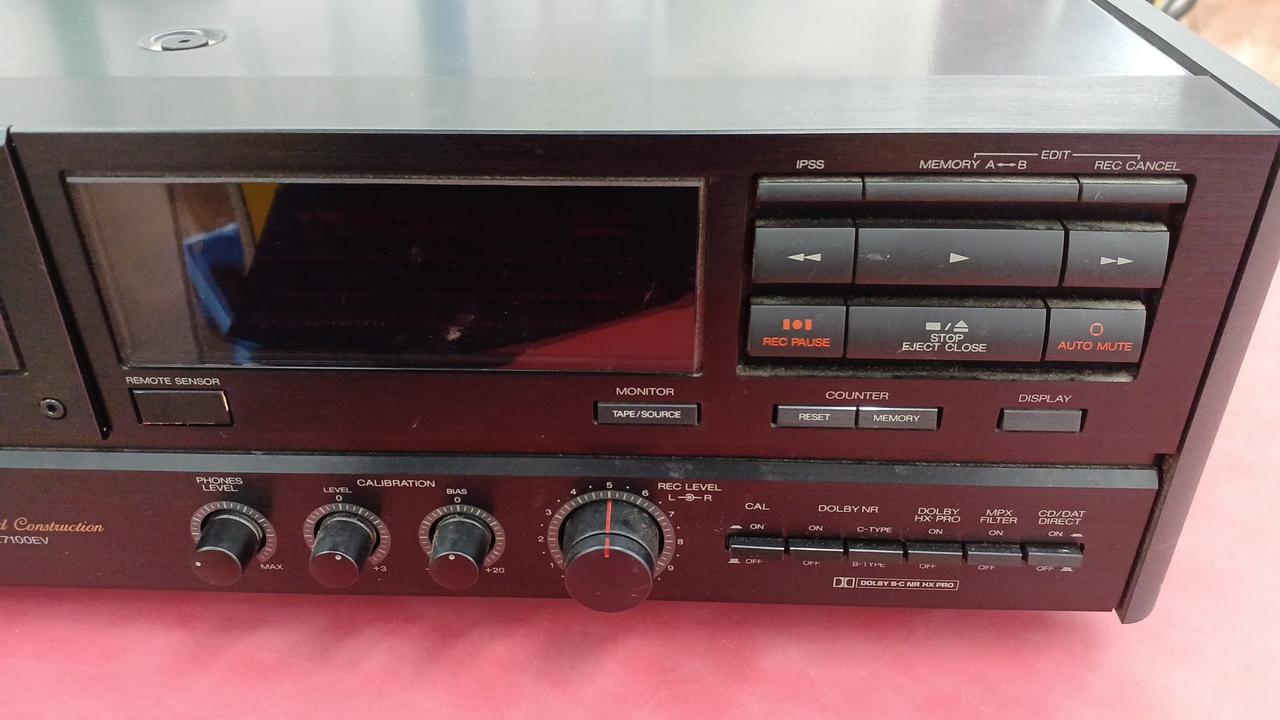 IPSS
EDIT
MEMORY A↔B
REC CANCEL
REC PAUSE
STOP
EJECT CLOSE
AUTO MUTE
REMOTE SENSOR
MONITOR
TAPE/SOURCE
COUNTER
RESET
MEMORY
DISPLAY
PHONES
LEVEL
MAX
CALIBRATION
LEVEL
0
+3
BIAS
0
+20
REC LEVEL
L R
1 2 3 4 5 6 7 8 9
CAL
ON
OFF
DOLBY NR
ON
OFF
C-TYPE
B-TYPE
DOLBY
HX·PRO
ON
OFF
MPX
FILTER
ON
OFF
CD/DAT
DIRECT
ON
OFF
DOLBY B-C NR HX PRO
Construction
7100EV